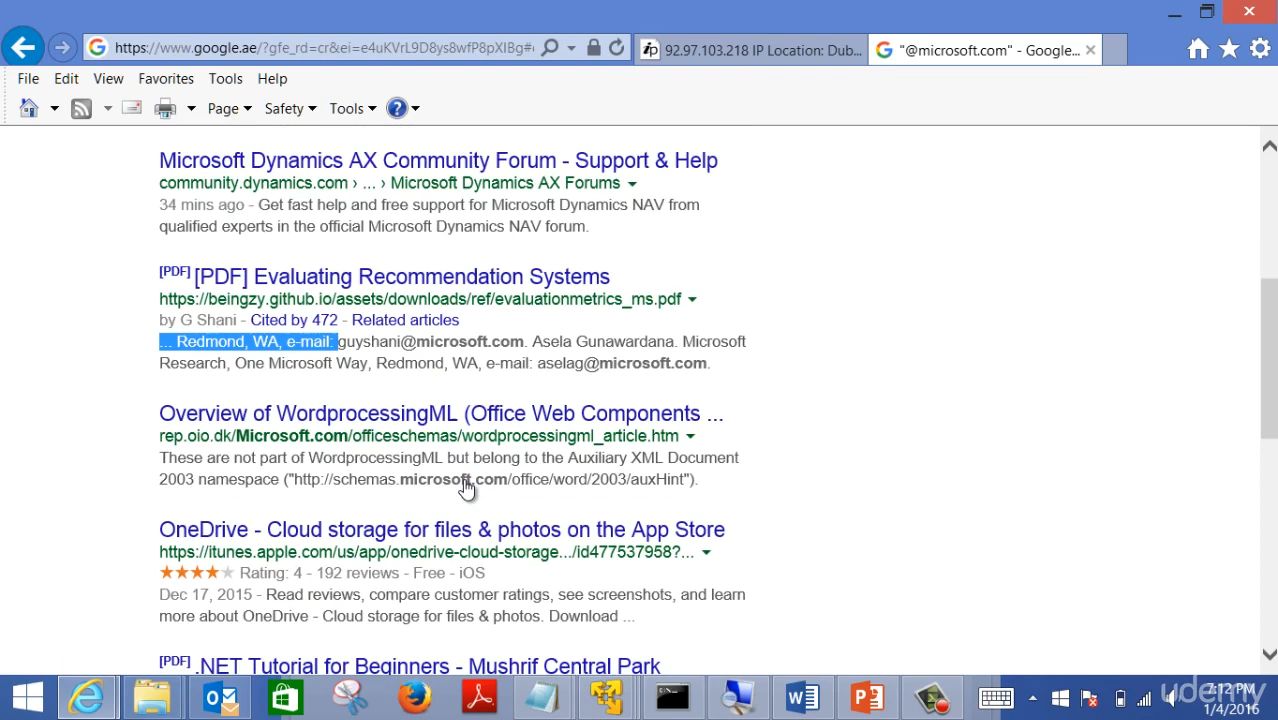 https://www.google.ae/?gfe_rd=cr&ei=e4uKVrL9D8ys8wfP8pXIBg#q
92.97.103.218 IP Location: Dub...
"@microsoft.com" - Google...
File Edit View Favorites Tools Help
Page Safety Tools
Microsoft Dynamics AX Community Forum - Support & Help
community.dynamics.com › ... › Microsoft Dynamics AX Forums
34 mins ago - Get fast help and free support for Microsoft Dynamics NAV from
qualified experts in the official Microsoft Dynamics NAV forum.
[PDF] [PDF] Evaluating Recommendation Systems
https://beingzy.github.io/assets/downloads/ref/evaluationmetrics_ms.pdf
by G Shani - Cited by 472 - Related articles
... Redmond, WA, e-mail: guyshani@microsoft.com. Asela Gunawardana. Microsoft
Research, One Microsoft Way, Redmond, WA, e-mail: aselag@microsoft.com.
Overview of WordprocessingML (Office Web Components ...
rep.oio.dk/Microsoft.com/officeschemas/wordprocessingml_article.htm
These are not part of WordprocessingML but belong to the Auxiliary XML Document
2003 namespace ("http://schemas.microsoft.com/office/word/2003/auxHint").
OneDrive - Cloud storage for files & photos on the App Store
https://itunes.apple.com/us/app/onedrive-cloud-storage.../id477537958?...
Rating: 4 - 192 reviews - Free - iOS
Dec 17, 2015 - Read reviews, compare customer ratings, see screenshots, and learn
more about OneDrive - Cloud storage for files & photos. Download ...
[PDF] .NET Tutorial for Beginners - Mushrif Central Park
7:12 PM
1/4/2016
udemy